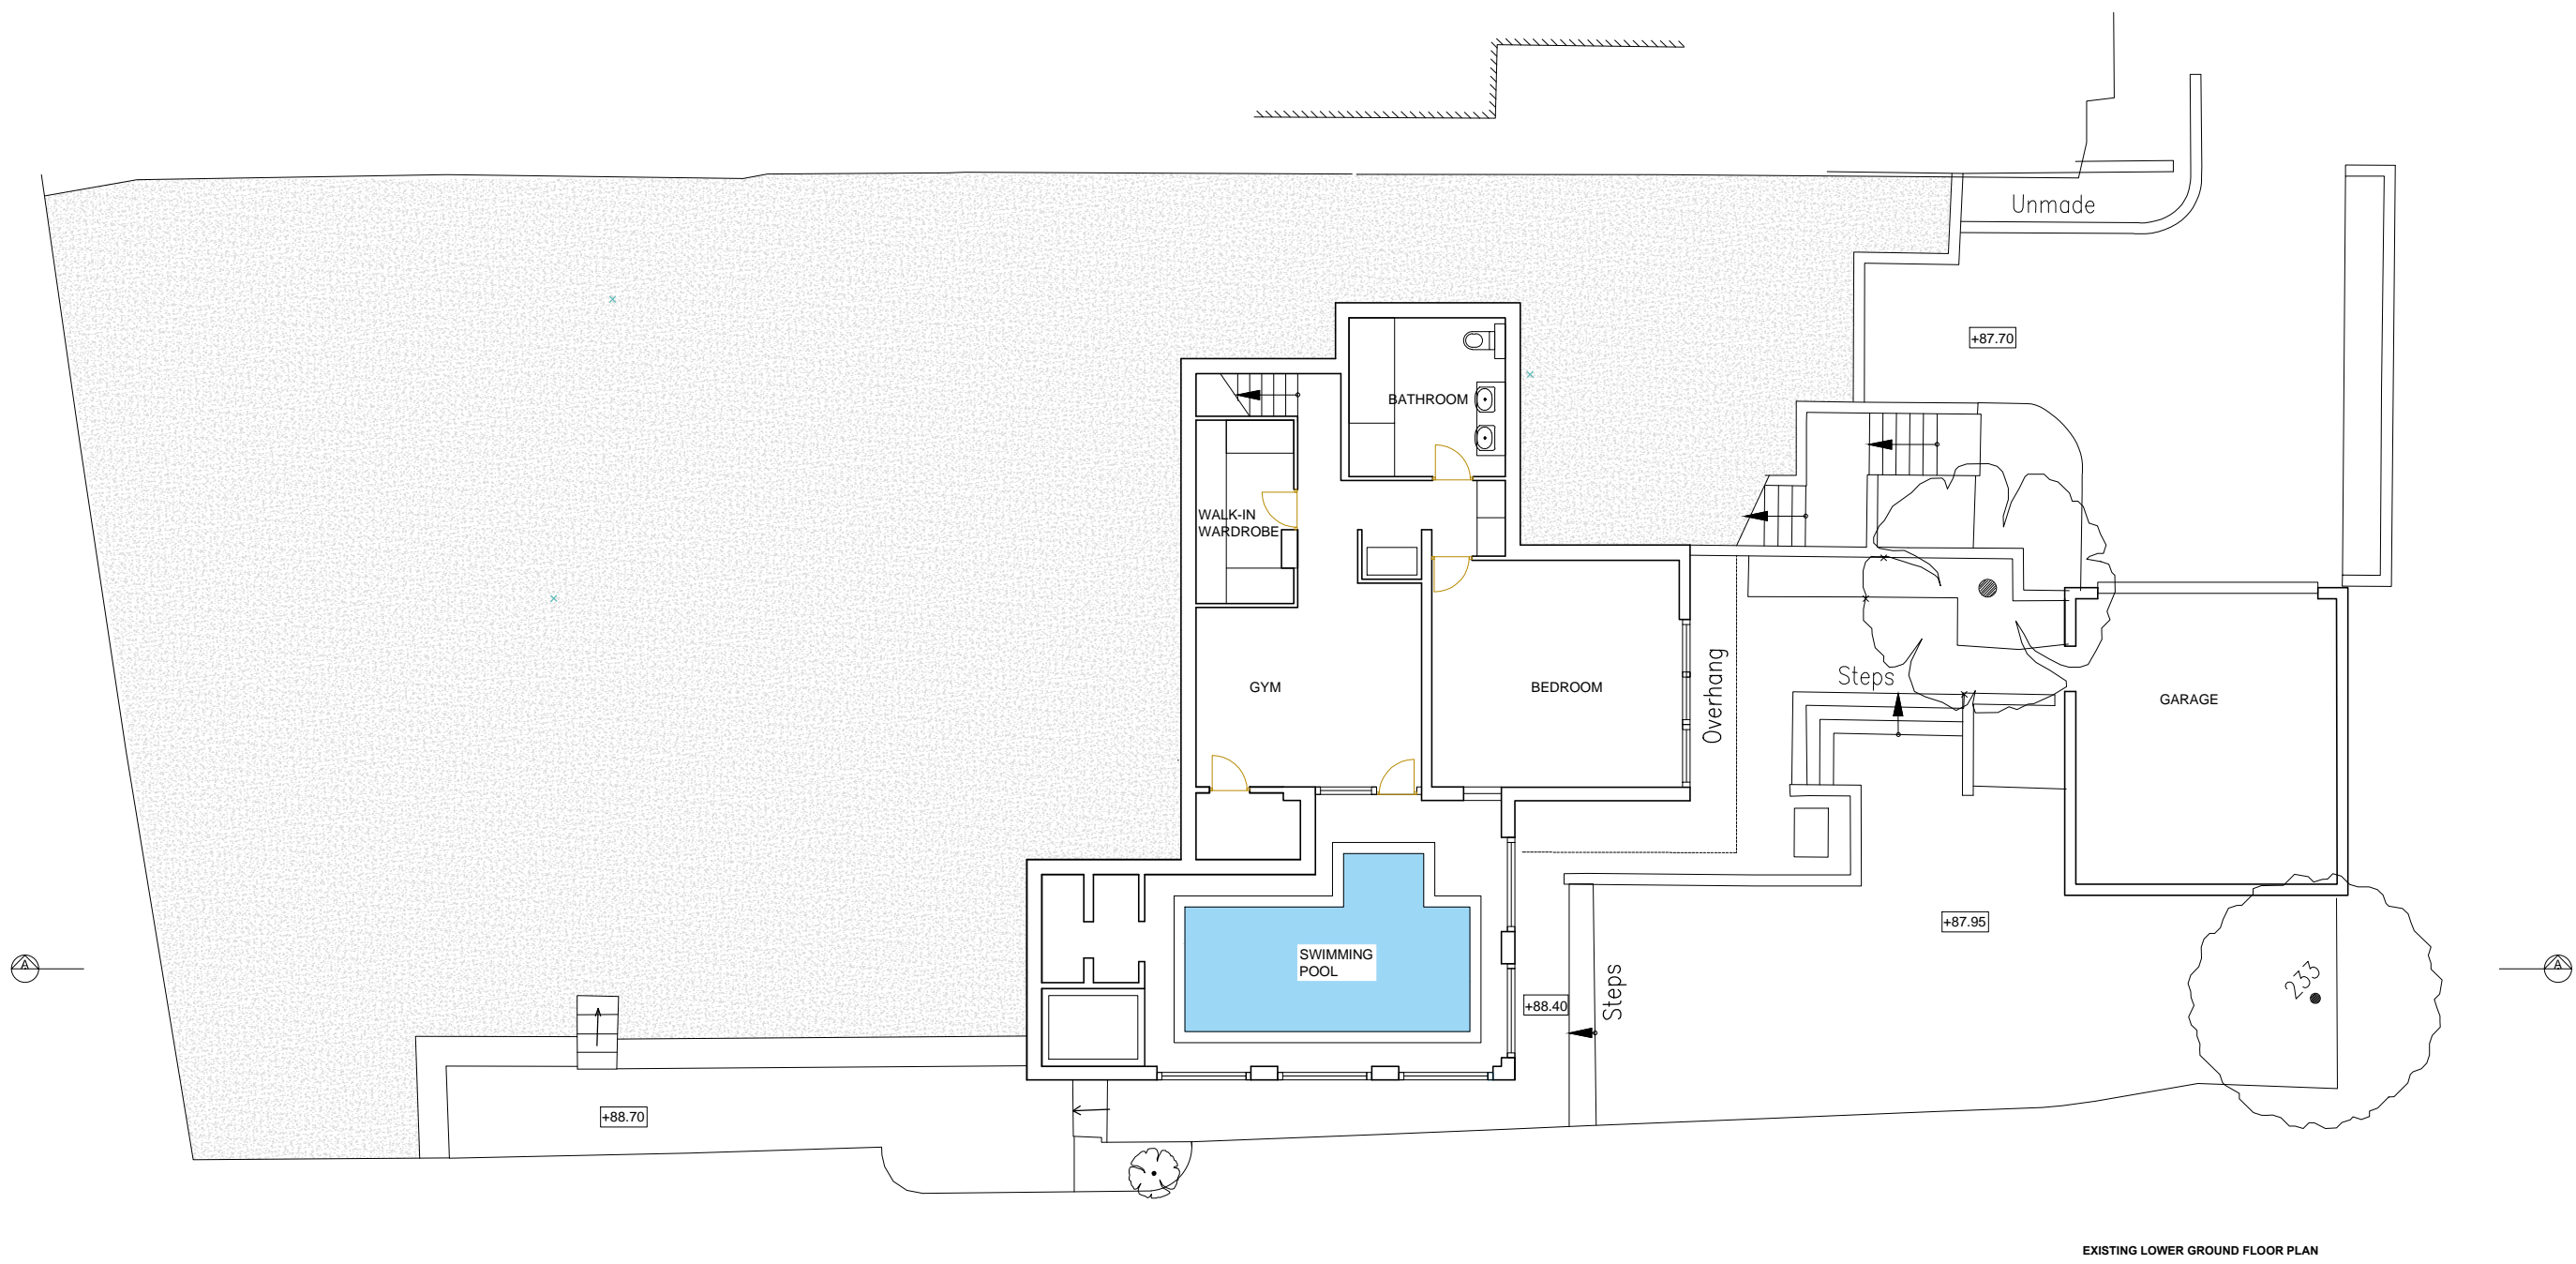 Unmade
+87.70
BATHROOM
WALK-IN
WARDROBE
GYM
BEDROOM
Overhang
Steps
GARAGE
+87.95
A
SWIMMING
POOL
+88.40
Steps
233
A
+88.70
EXISTING LOWER GROUND FLOOR PLAN